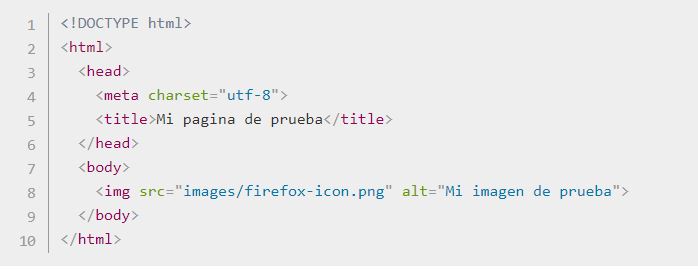 1 <!DOCTYPE html>
2 <html>
3   <head>
4     <meta charset="utf-8">
5     <title>Mi pagina de prueba</title>
6   </head>
7   <body>
8     <img src="images/firefox-icon.png" alt="Mi imagen de prueba">
9   </body>
10 </html>